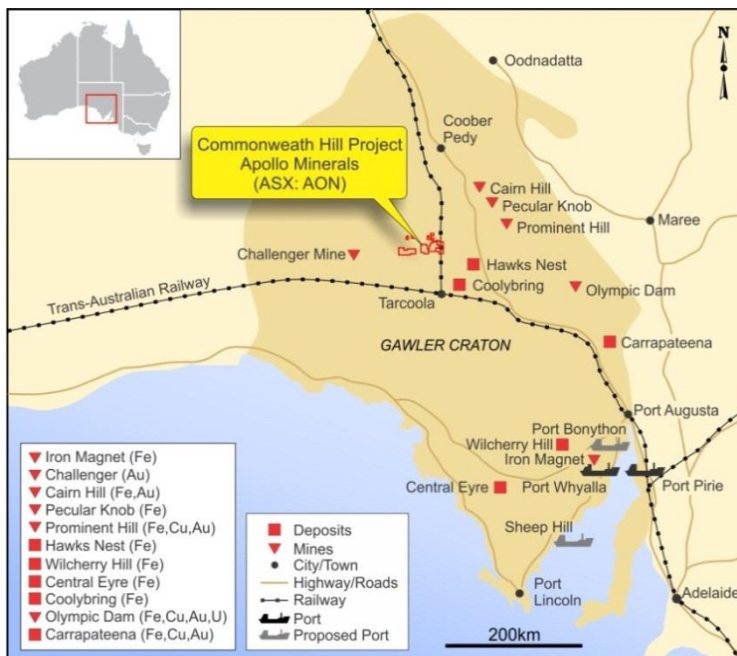 N
Oodnadatta
Coober
Pedy
Commonweath Hill Project
Apollo Minerals
(ASX: AON)
Cairn Hill
Pecular Knob
Prominent Hill
Maree
Challenger Mine
Hawks Nest
Coolybring
Olympic Dam
Trans-Australian Railway
Tarcoola
GAWLER CRATON
Carrapateena
Port Augusta
Port Bonython
Wilcherry Hill
Iron Magnet
Central Eyre
Port Whyalla
Port Pirie
Sheep Hill
Port
Lincoln
Adelaide
Iron Magnet (Fe)
Challenger (Au)
Cairn Hill (Fe,Au)
Pecular Knob (Fe)
Prominent Hill (Fe,Cu,Au)
Hawks Nest (Fe)
Wilcherry Hill (Fe)
Central Eyre (Fe)
Coolybring (Fe)
Olympic Dam (Fe,Cu,Au,U)
Carrapateena (Fe,Cu,Au)
Deposits
Mines
City/Town
Highway/Roads
Railway
Port
Proposed Port
200km